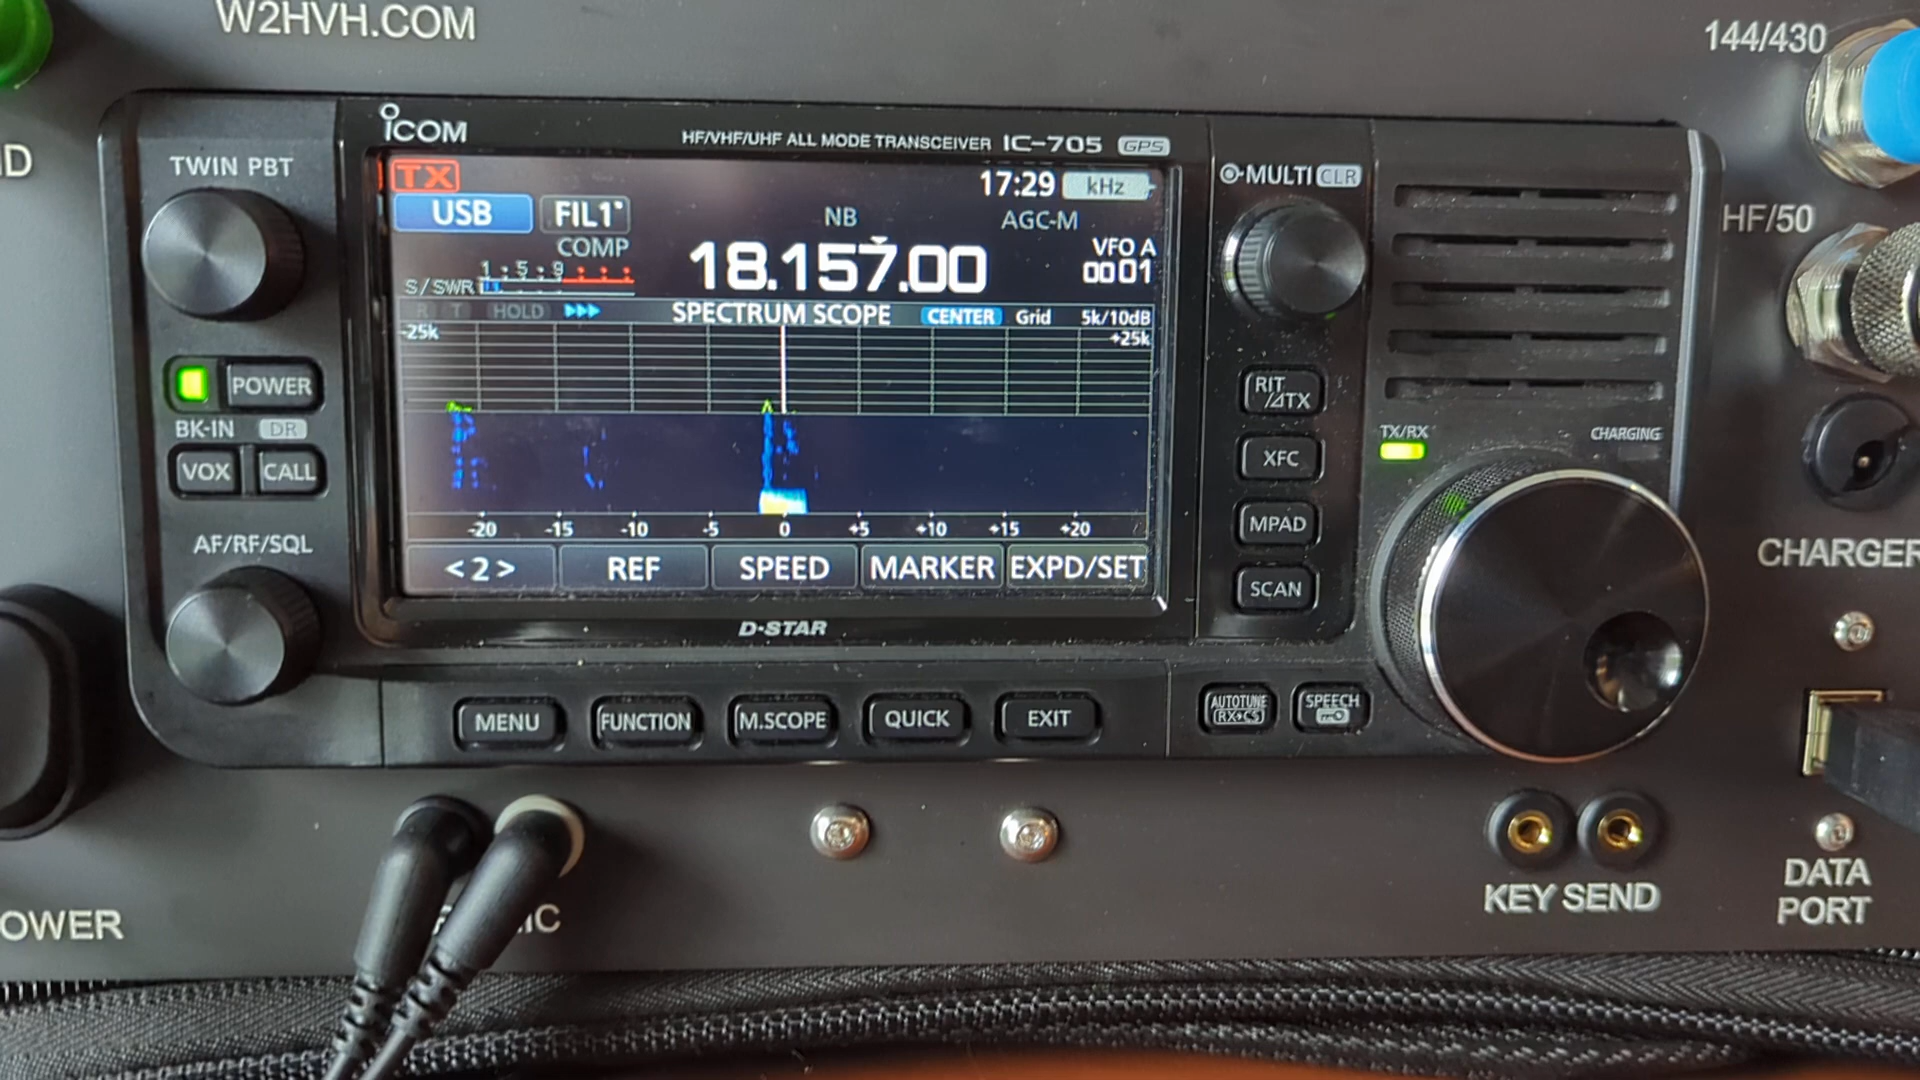 W2HVH.COM
144/430
ICOM
HF/VHF/UHF ALL MODE TRANSCEIVER IC-705 GPS
TWIN PBT
MULTI CLR
TX
17:29 kHz
USB FIL1
NB AGC-M
HF/50
COMP
18.157.00
VFO A
0001
1 5 9
S/SWR
R T HOLD SPECTRUM SCOPE CENTER Grid 5k/10dB
-25k +25k
POWER
RIT
/⊿TX
BK-IN DR
TX/RX CHARGING
VOX CALL
XFC
-20 -15 -10 -5 0 +5 +10 +15 +20
MPAD
AF/RF/SQL
<2> REF SPEED MARKER EXPD/SET
SCAN
CHARGER
D-STAR
MENU FUNCTION M.SCOPE QUICK EXIT
AUTOTUNE
RX→CS
SPEECH
KEY SEND
DATA
PORT
OWER
IC